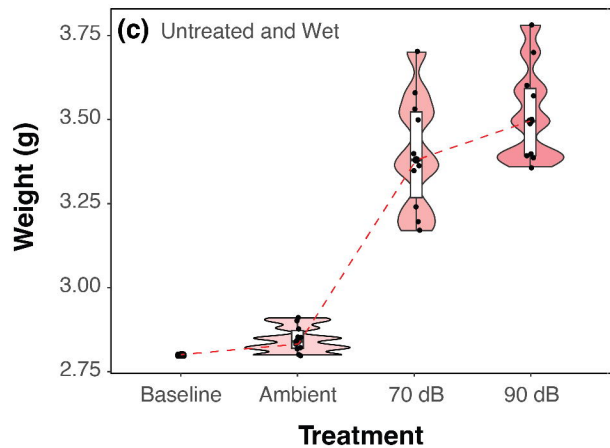 (c) Untreated and Wet
3.75
3.50
3.25
3.00
2.75
Weight (g)
Baseline Ambient 70 dB 90 dB
Treatment